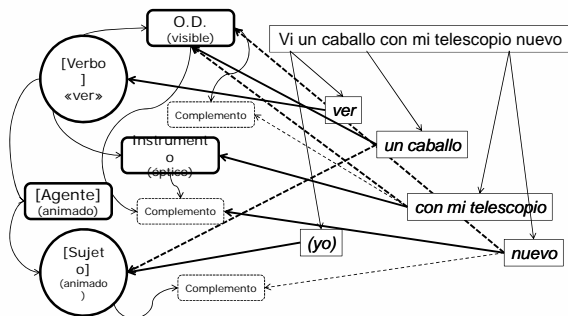 O.D.
(visible)
Vi un caballo con mi telescopio nuevo
[Verbo
]
«ver»
ver
Complemento
un caballo
Instrument
o
(óptico)
[Agente]
(animado)
Complemento
con mi telescopio
[Sujet
o]
(animado
)
(yo)
nuevo
Complemento